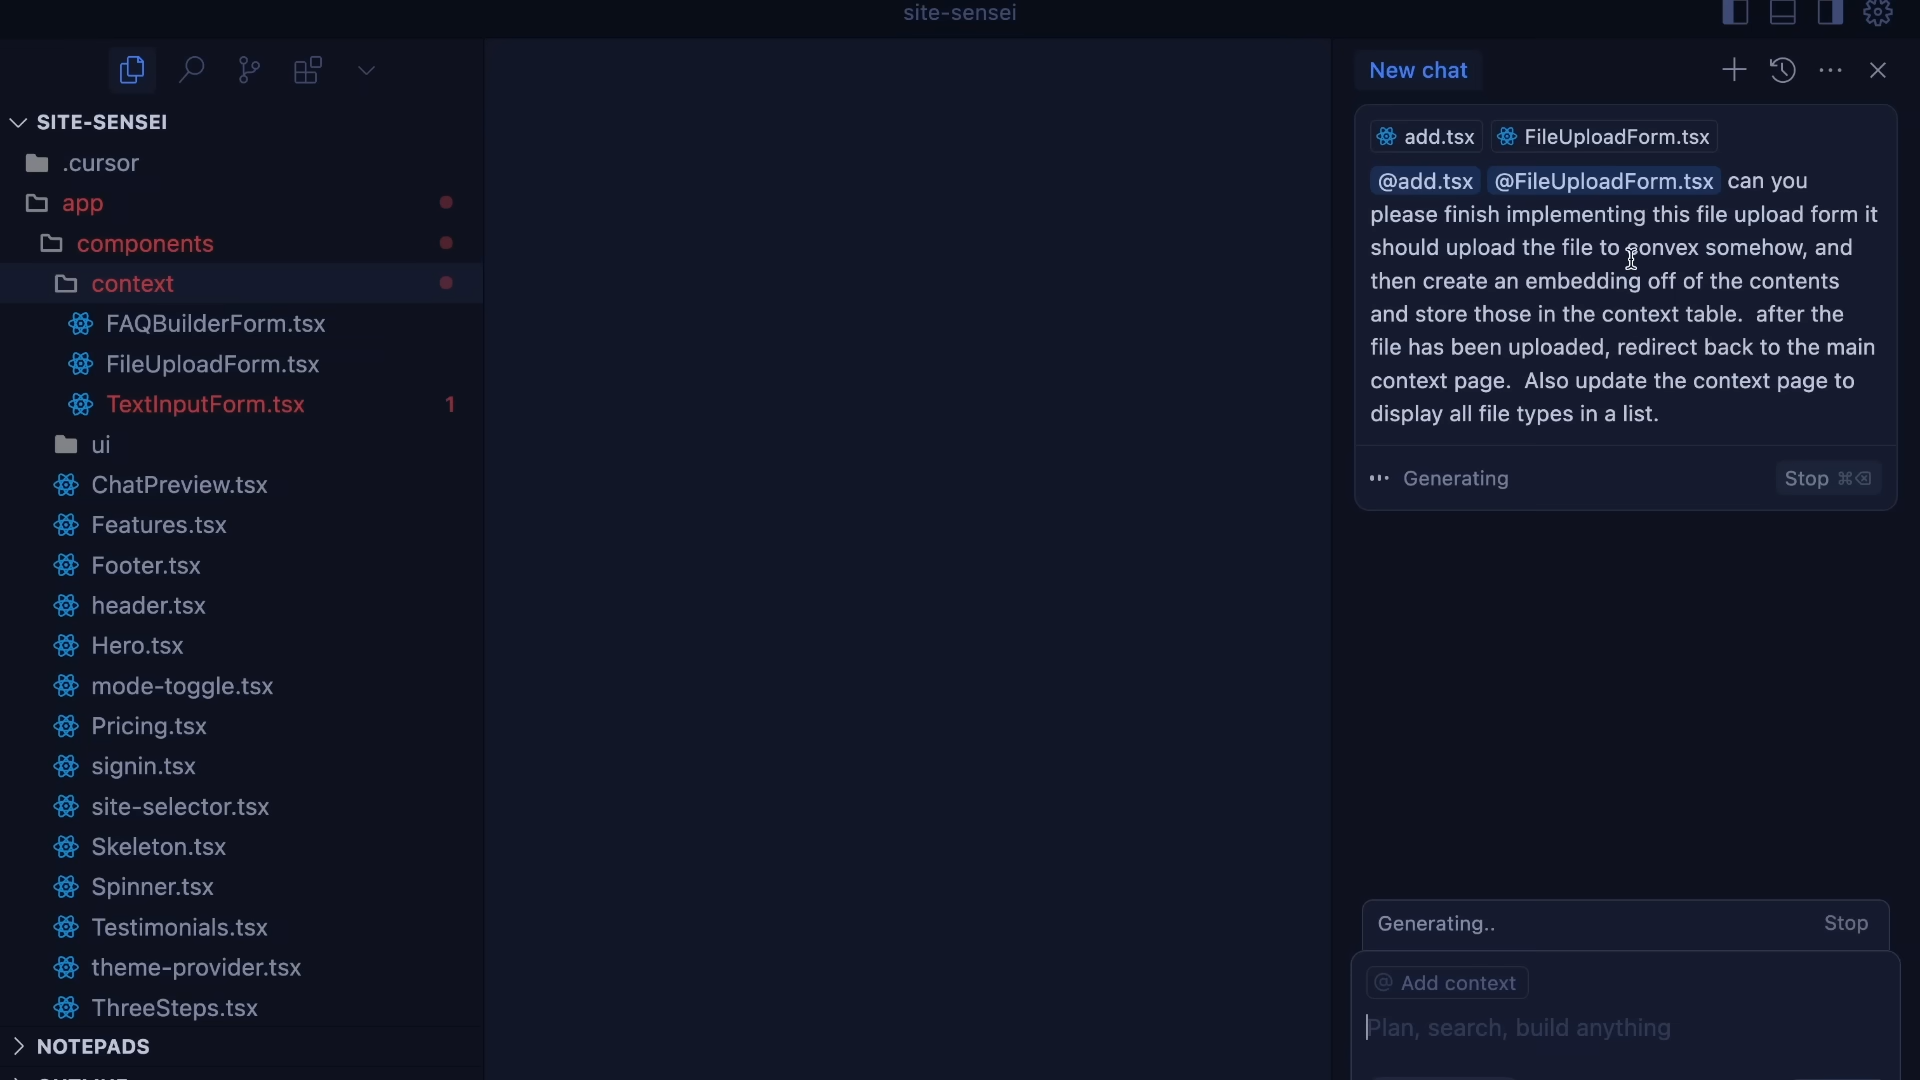 site-sensei
New chat
SITE-SENSEI
.cursor
app
components
context
FAQBuilderForm.tsx
FileUploadForm.tsx
TextInputForm.tsx 1
ui
ChatPreview.tsx
Features.tsx
Footer.tsx
header.tsx
Hero.tsx
mode-toggle.tsx
Pricing.tsx
signin.tsx
site-selector.tsx
Skeleton.tsx
Spinner.tsx
Testimonials.tsx
theme-provider.tsx
ThreeSteps.tsx
NOTEPADS
add.tsx FileUploadForm.tsx
@add.tsx @FileUploadForm.tsx can you
please finish implementing this file upload form it
should upload the file to convex somehow, and
then create an embedding off of the contents
and store those in the context table.  after the
file has been uploaded, redirect back to the main
context page.  Also update the context page to
display all file types in a list.
Generating Stop ⌘⌫
Generating.. Stop
@ Add context
Plan, search, build anything